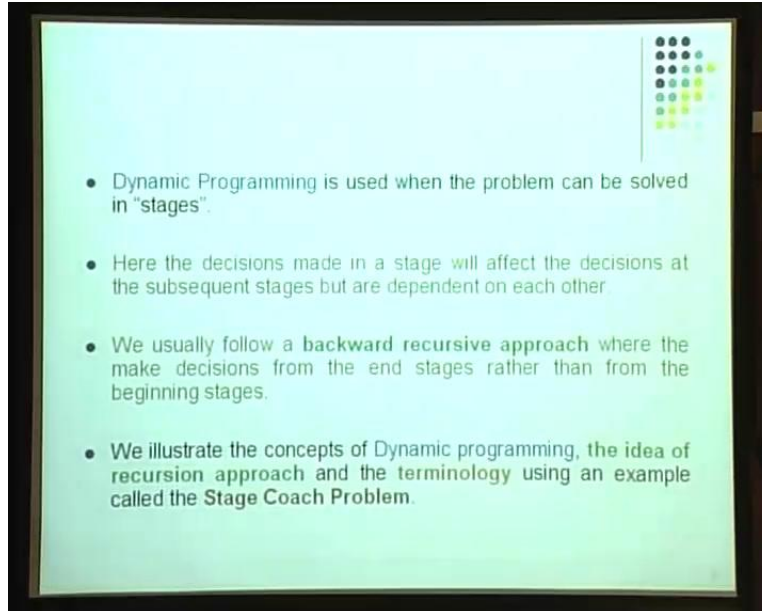 Dynamic Programming is used when the problem can be solved
in "stages".
Here the decisions made in a stage will affect the decisions at
the subsequent stages but are dependent on each other.
We usually follow a backward recursive approach where the
make decisions from the end stages rather than from the
beginning stages.
We illustrate the concepts of Dynamic programming, the idea of
recursion approach and the terminology using an example
called the Stage Coach Problem.